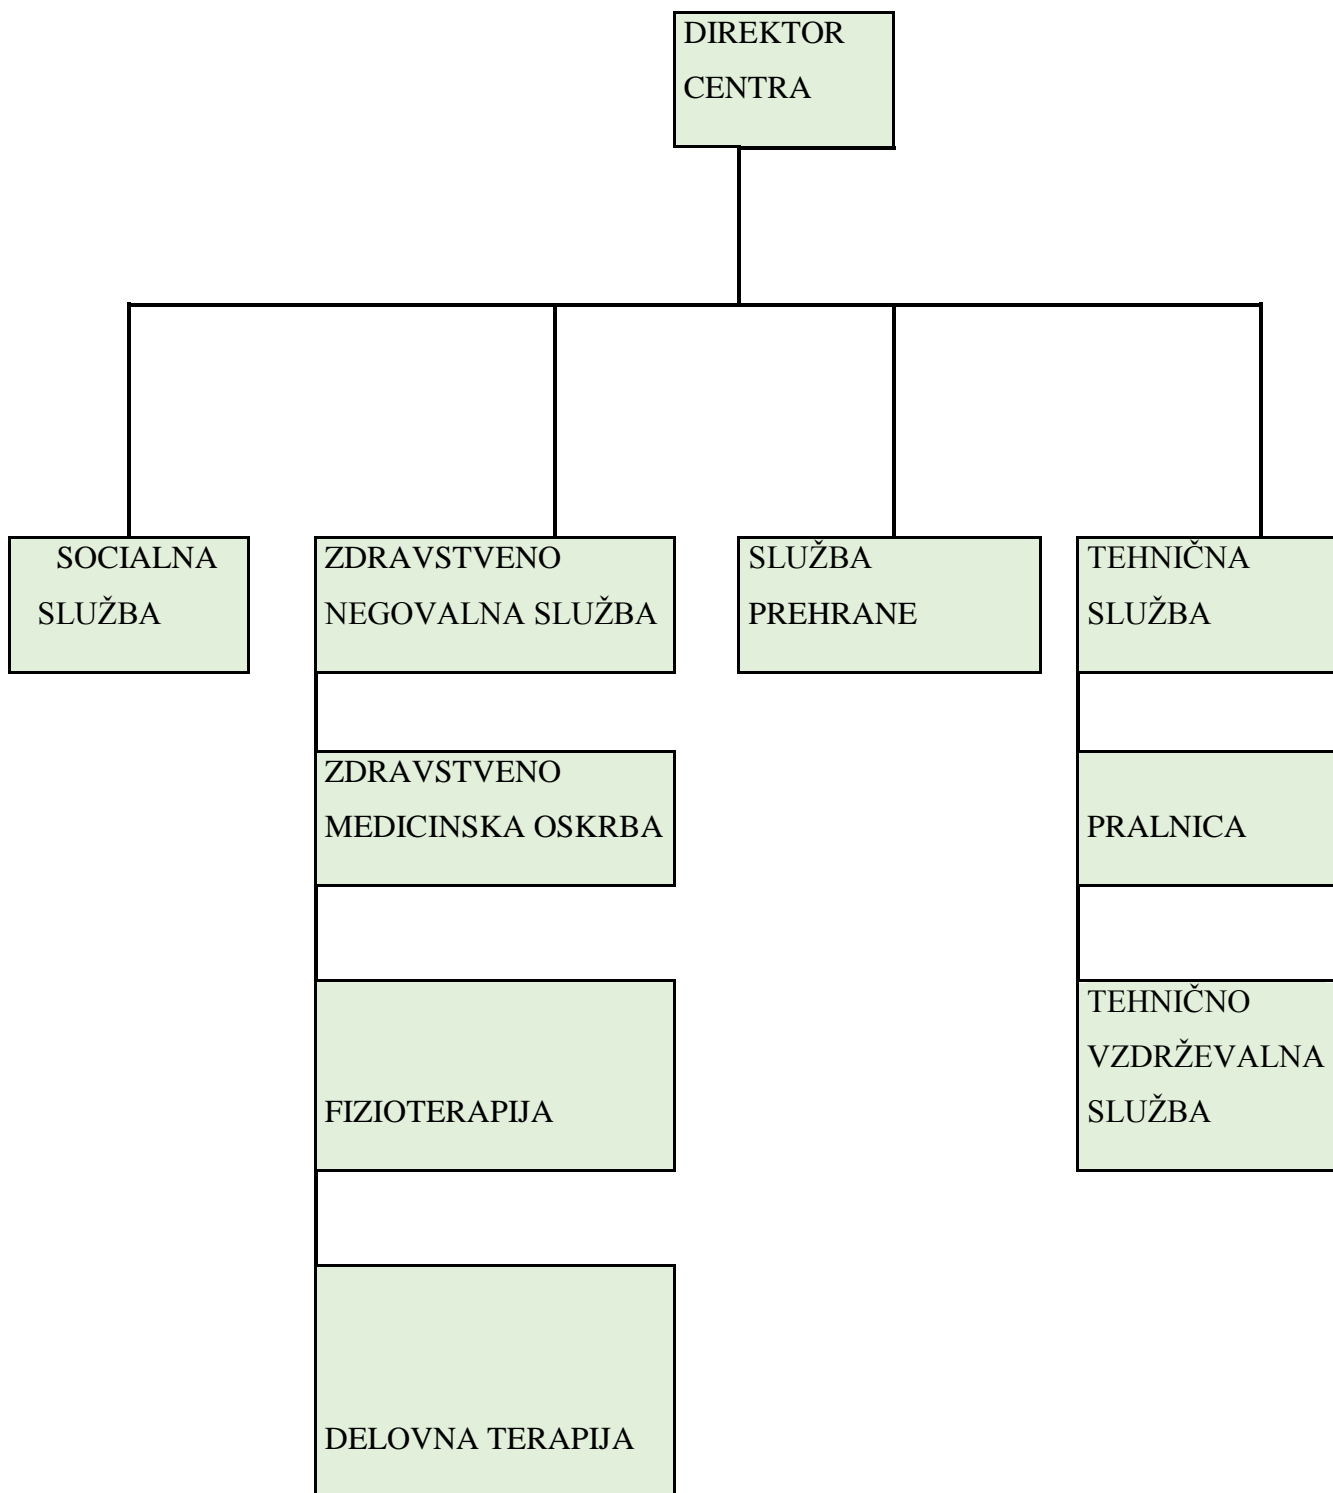 DIREKTOR
CENTRA
SOCIALNA
SLUŽBA
ZDRAVSTVENO
NEGOVALNA SLUŽBA
SLUŽBA
PREHRANE
TEHNIČNA
SLUŽBA
ZDRAVSTVENO
MEDICINSKA OSKRBA
PRALNICA
FIZIOTERAPIJA
TEHNIČNO
VZDRŽEVALNA
SLUŽBA
DELOVNA TERAPIJA